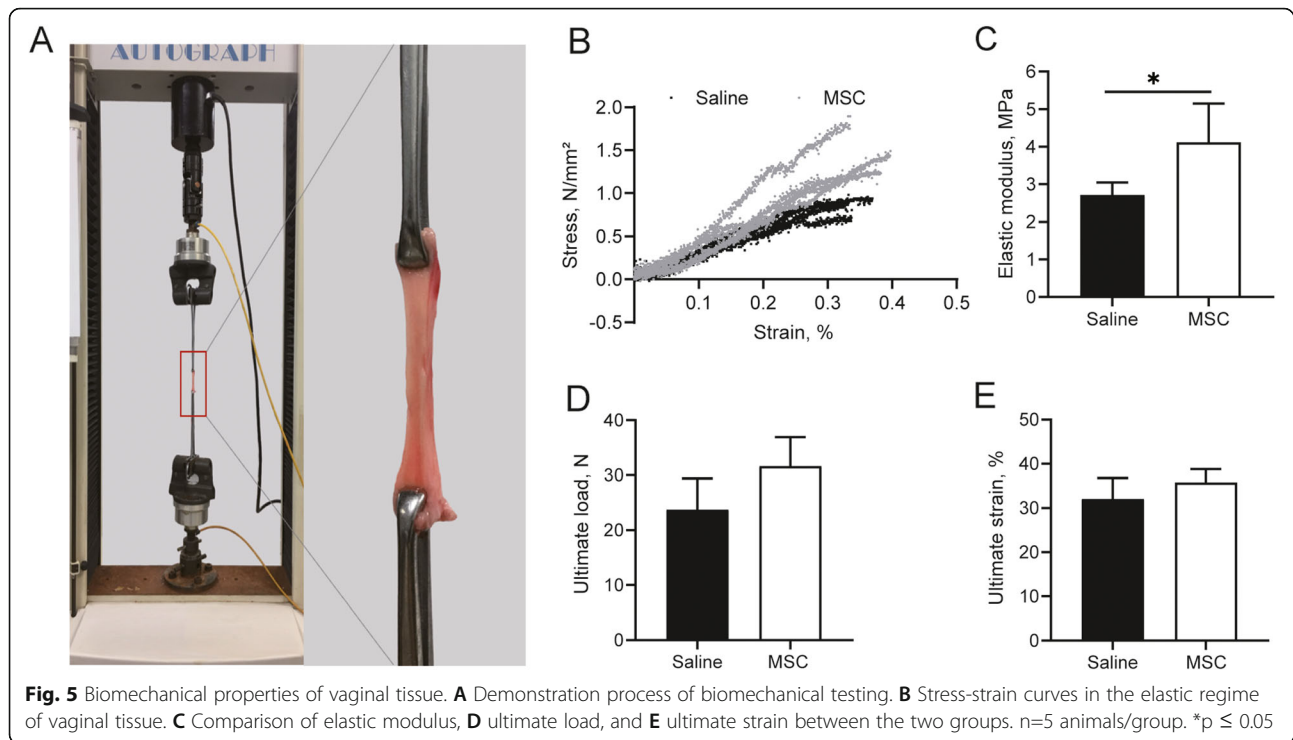 A
AUTOGRAPH
B
Saline
MSC
Stress, N/mm²
2.0
1.5
1.0
0.5
0.0
-0.5
0.1
0.2
0.3
0.4
0.5
Strain, %
C
*
Elastic modulus, MPa
6
5
4
3
2
1
0
Saline
MSC
D
Ultimate load, N
40
30
20
10
0
Saline
MSC
E
Ultimate strain, %
50
40
30
20
10
0
Saline
MSC
Fig. 5 Biomechanical properties of vaginal tissue. A Demonstration process of biomechanical testing. B Stress-strain curves in the elastic regime
of vaginal tissue. C Comparison of elastic modulus, D ultimate load, and E ultimate strain between the two groups. n=5 animals/group. *p ≤ 0.05